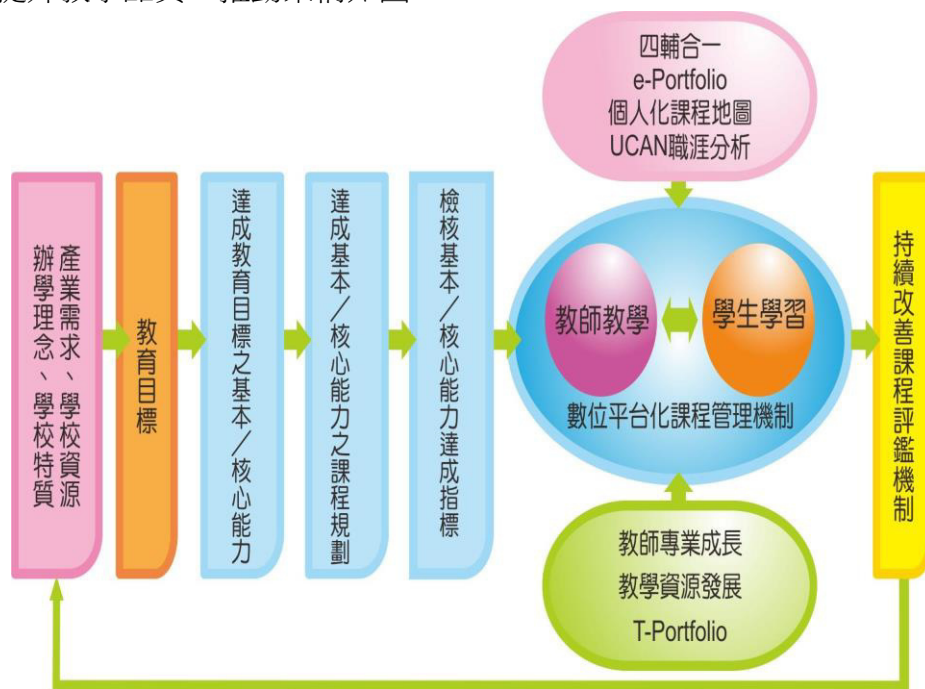 四輔合一
e-Portfolio
個人化課程地圖
UCAN職涯分析
產業需求、學校資源
辦學理念、學校特質
教育目標
達成教育目標之基本／核心能力
達成基本／核心能力之課程規劃
檢核基本／核心能力達成指標
教師教學
學生學習
數位平台化課程管理機制
持續改善課程評鑑機制
教師專業成長
教學資源發展
T-Portfolio